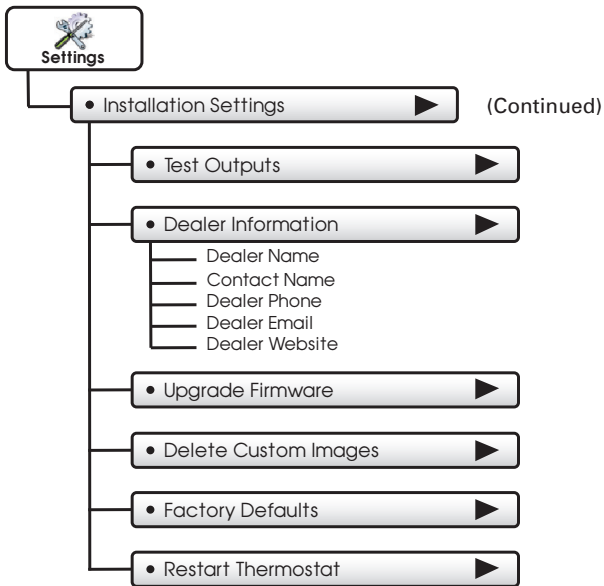 Settings
• Installation Settings (Continued)
• Test Outputs
• Dealer Information
Dealer Name
Contact Name
Dealer Phone
Dealer Email
Dealer Website
• Upgrade Firmware
• Delete Custom Images
• Factory Defaults
• Restart Thermostat